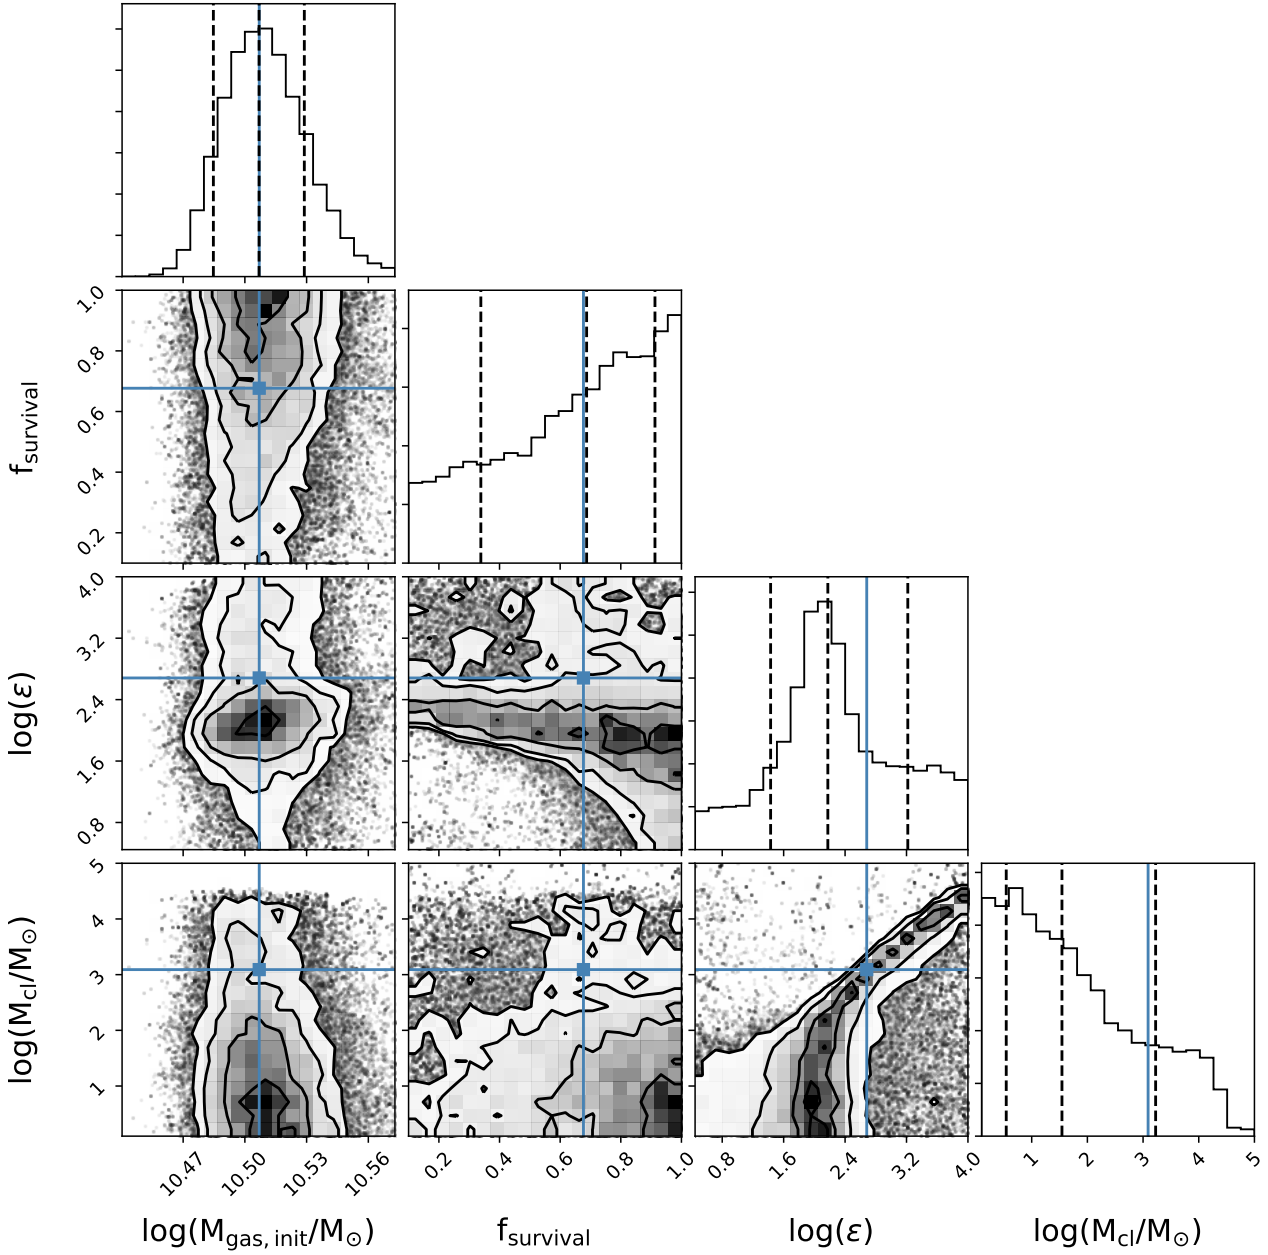 1.0
0.8
0.6
0.4
0.2
f_survival
4.0
3.2
2.4
1.6
0.8
log(ε)
5
4
3
2
1
log(M_cl/M_⊙)
10.47 10.50 10.53 10.56
0.2 0.4 0.6 0.8 1.0
0.8 1.6 2.4 3.2 4.0
1 2 3 4 5
log(M_gas, init/M_⊙)
f_survival
log(ε)
log(M_cl/M_⊙)